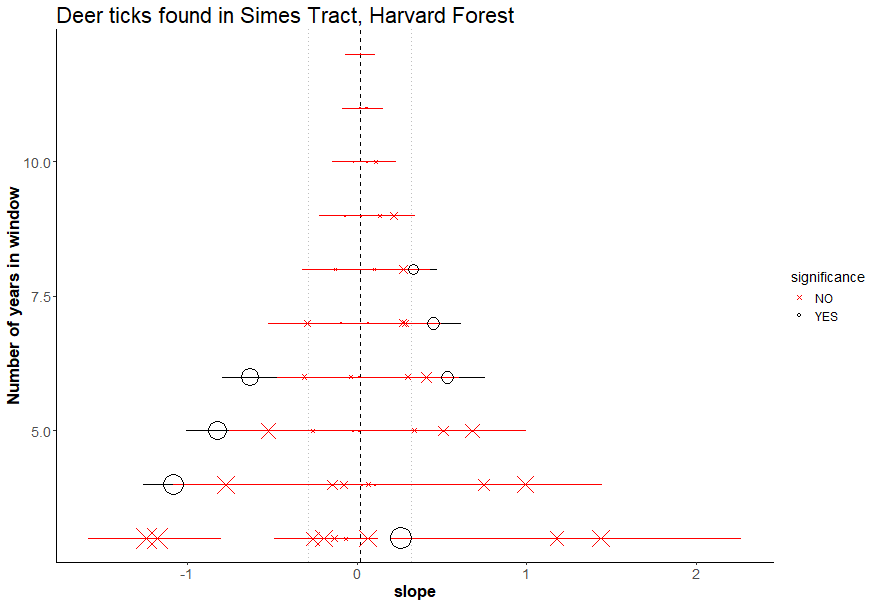 Deer ticks found in Simes Tract, Harvard Forest
10.0
7.5
5.0
Number of years in window
-1
0
1
2
slope
significance
NO
YES